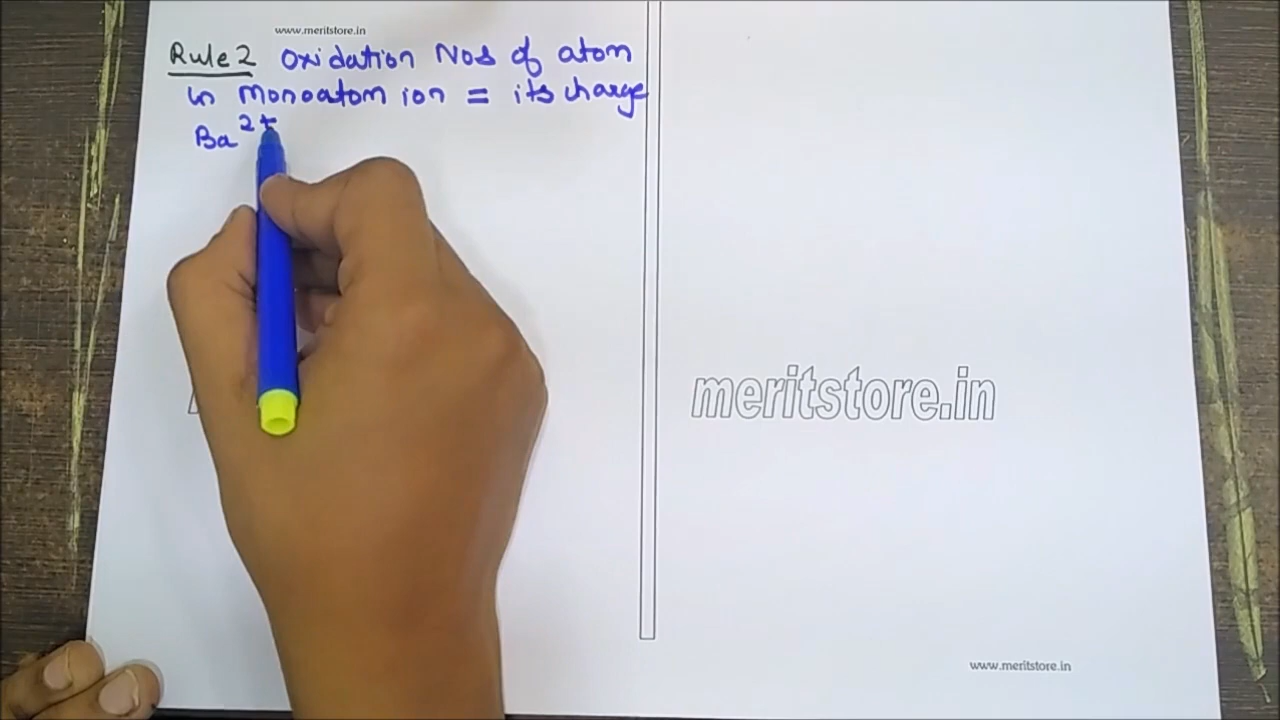 www.meritstore.in
Rule 2 Oxidation Nos of atom
in Monoatom ion = its charge
Ba2+
meritstore.in
www.meritstore.in